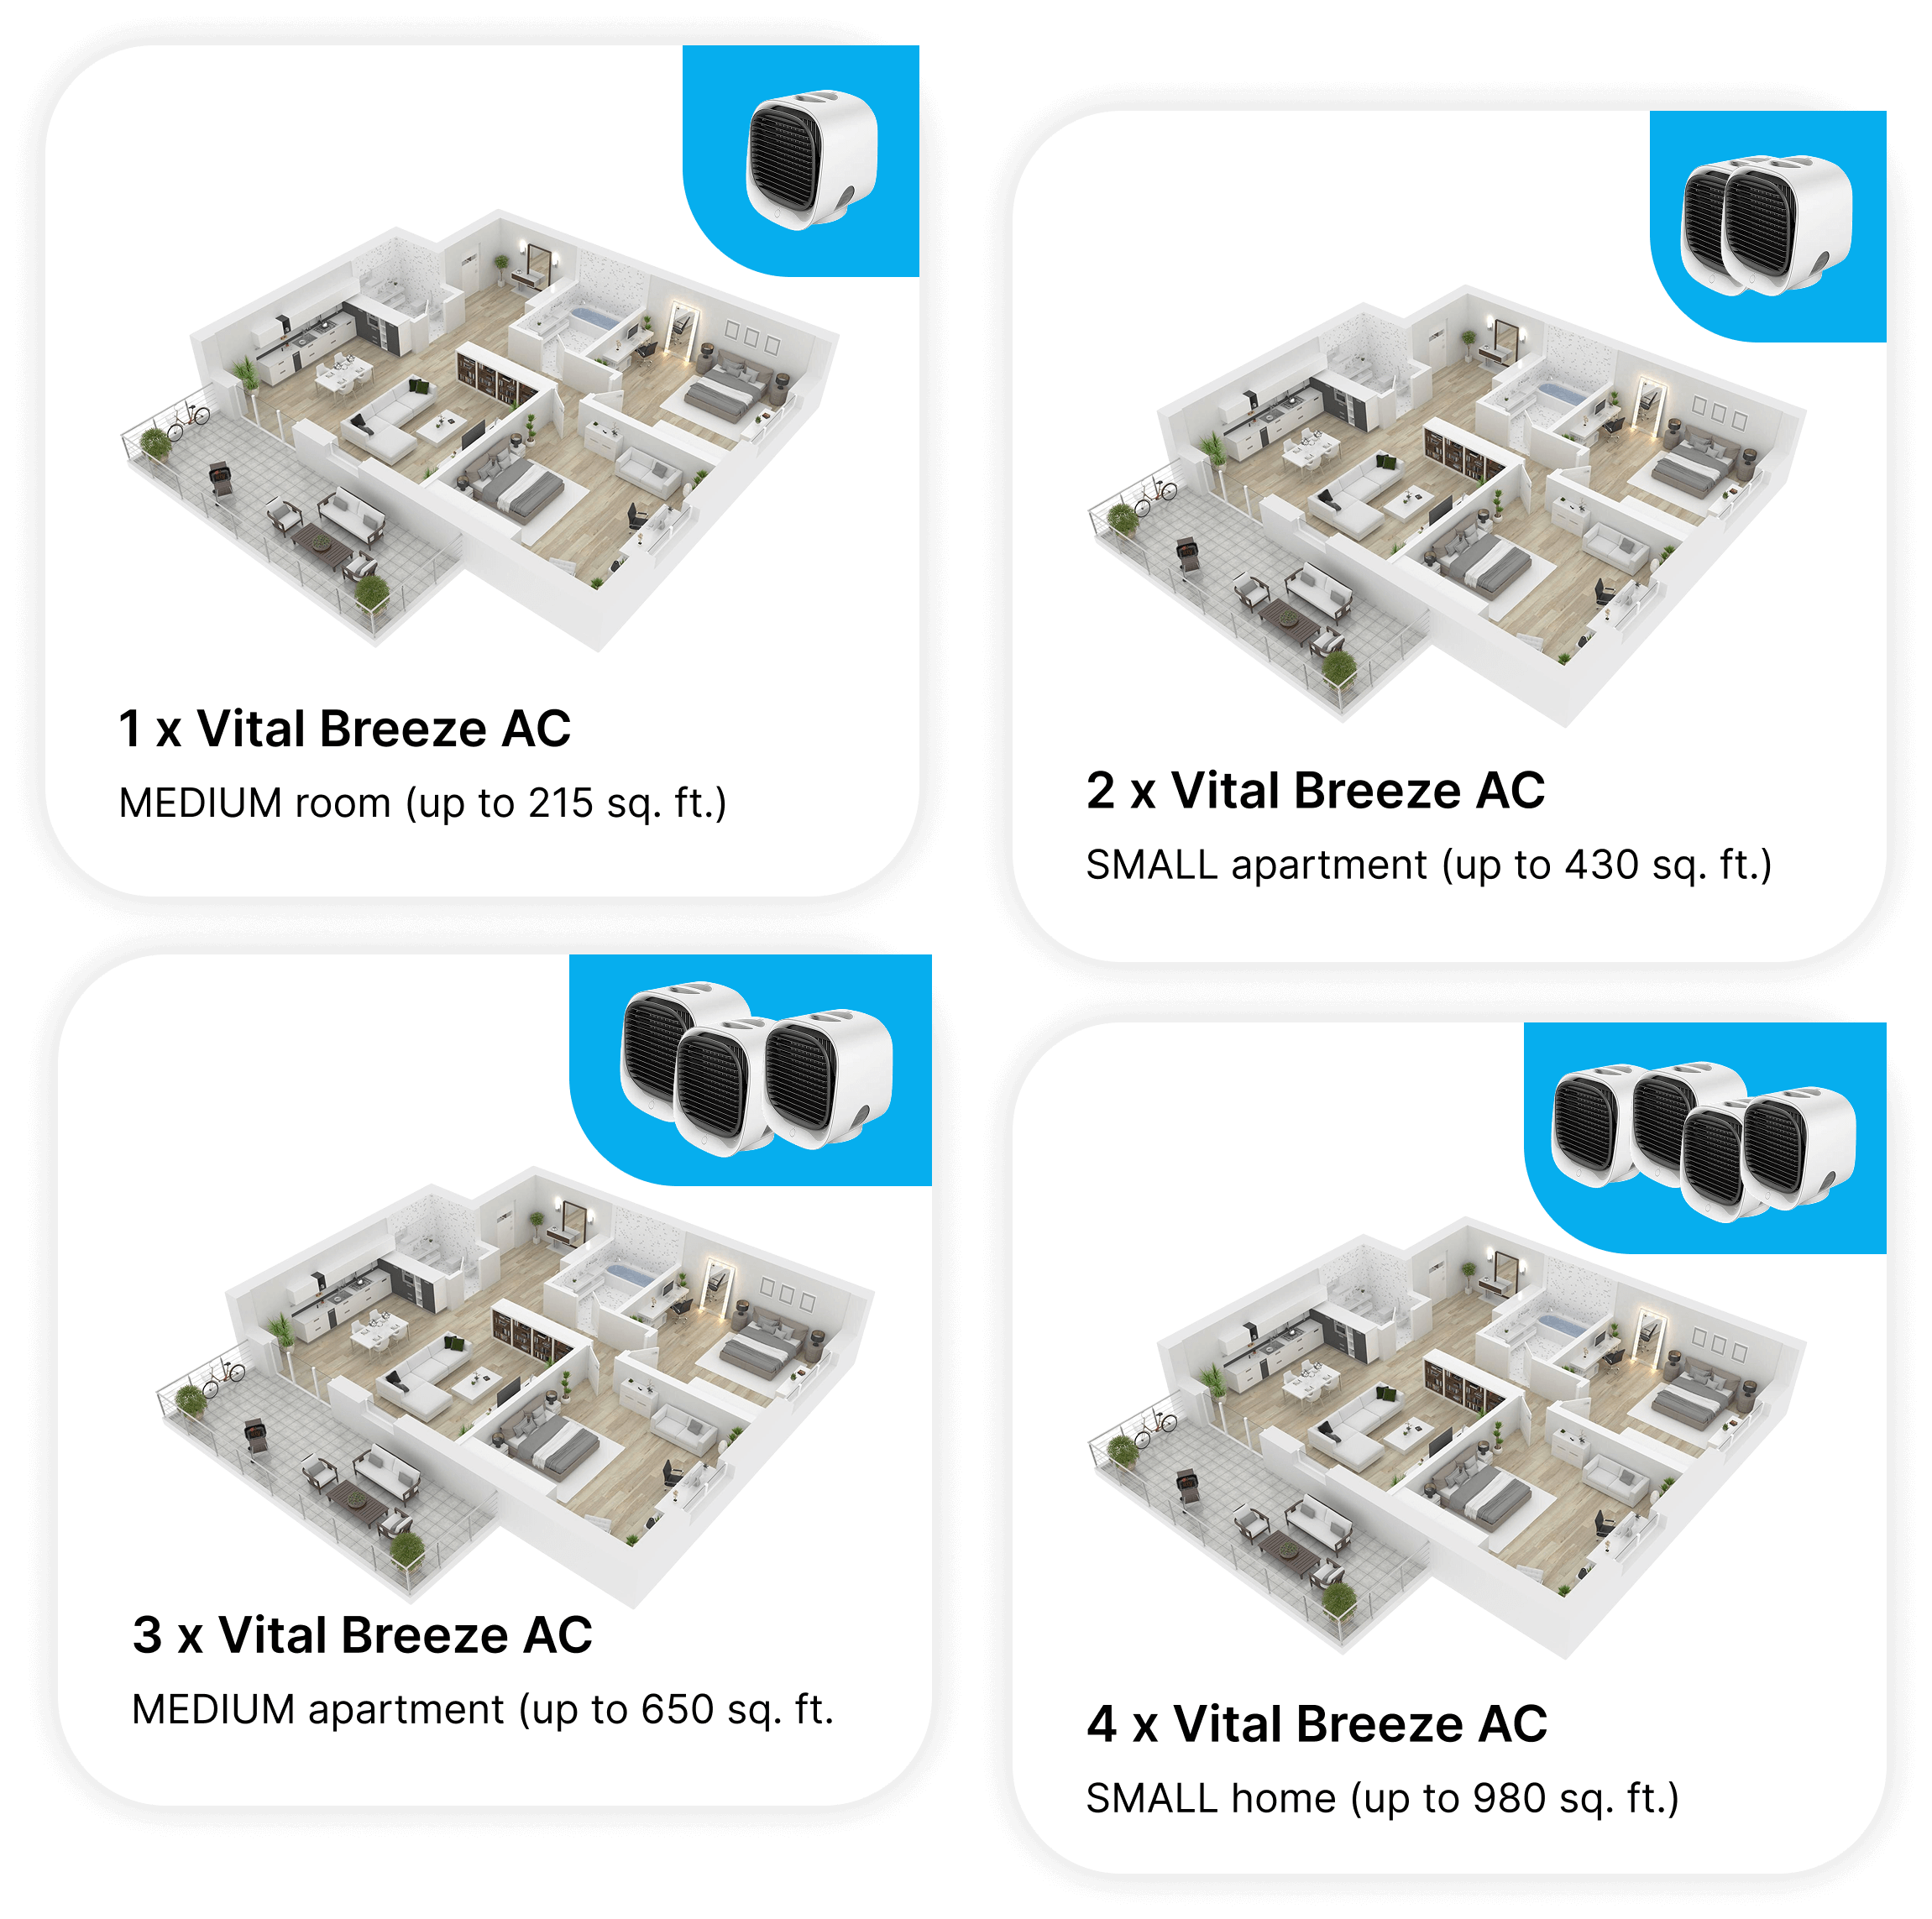 1 x Vital Breeze AC
MEDIUM room (up to 215 sq. ft.)
2 x Vital Breeze AC
SMALL apartment (up to 430 sq. ft.)
3 x Vital Breeze AC
MEDIUM apartment (up to 650 sq. ft.
4 x Vital Breeze AC
SMALL home (up to 980 sq. ft.)